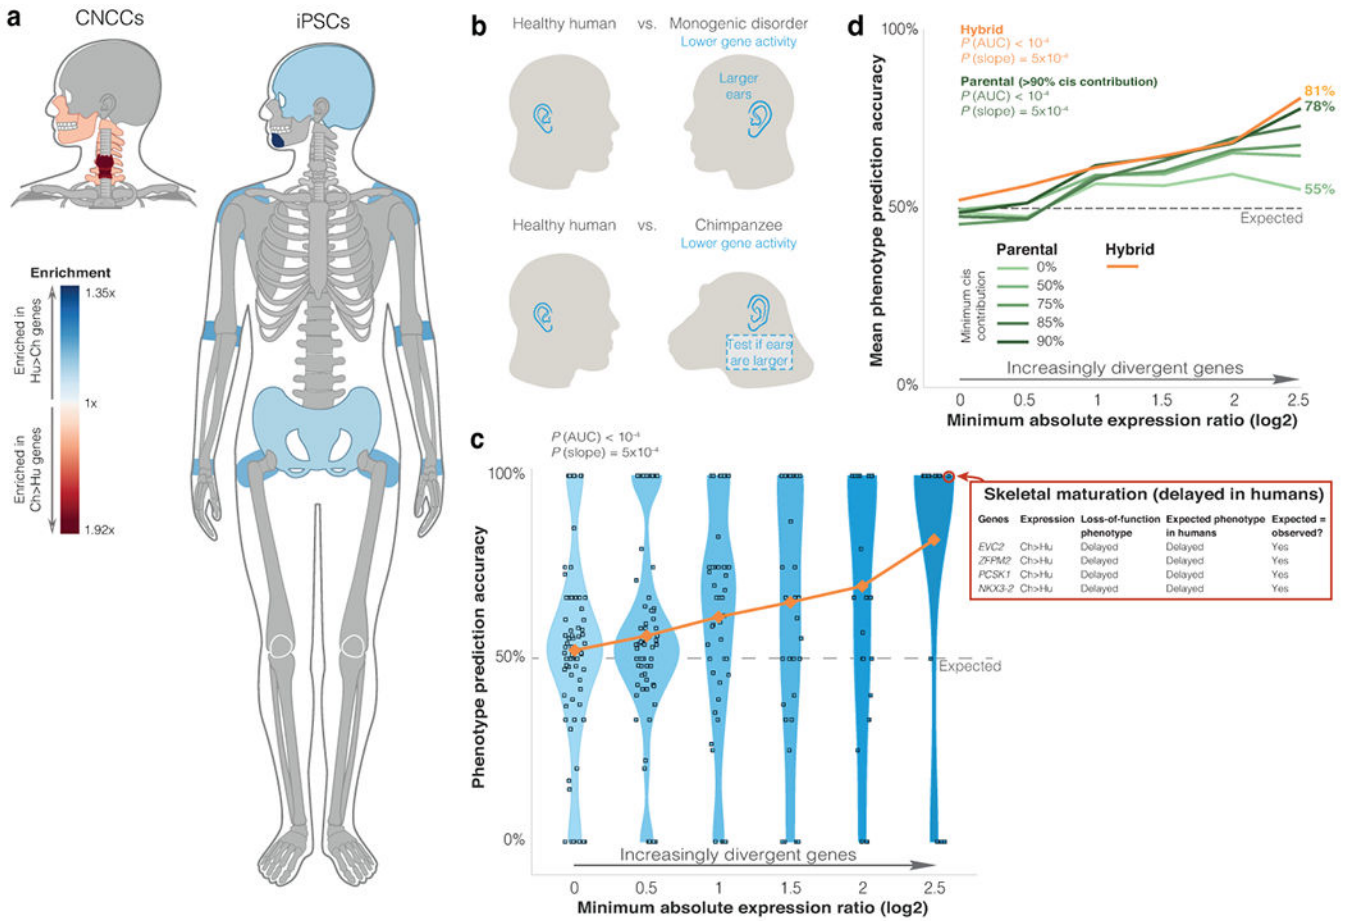 a
CNCCs
iPSCs
Enrichment
1.35x
1x
1.92x
Enriched in
Hu>Ch genes
Enriched in
Ch>Hu genes
b
Healthy human vs. Monogenic disorder
Lower gene activity
Larger
ears
Healthy human vs. Chimpanzee
Lower gene activity
Test if ears
are larger
c
P (AUC) < 10⁻⁴
P (slope) = 5x10⁻⁴
Phenotype prediction accuracy
100%
50%
0%
Expected
Increasingly divergent genes
0 0.5 1 1.5 2 2.5
Minimum absolute expression ratio (log2)
Skeletal maturation (delayed in humans)
Genes Expression Loss-of-function phenotype Expected phenotype in humans Expected = observed?
EVC2 Ch>Hu Delayed Delayed Yes
ZFPM2 Ch>Hu Delayed Delayed Yes
PCSK1 Ch>Hu Delayed Delayed Yes
NKX3-2 Ch>Hu Delayed Delayed Yes
d
Mean phenotype prediction accuracy
100%
50%
0%
Hybrid
P (AUC) < 10⁻⁴
P (slope) = 5x10⁻⁴
Parental (>90% cis contribution)
P (AUC) < 10⁻⁴
P (slope) = 5x10⁻⁴
81%
78%
55%
Expected
Parental Hybrid
Minimum cis
contribution
0%
50%
75%
85%
90%
Increasingly divergent genes
0 0.5 1 1.5 2 2.5
Minimum absolute expression ratio (log2)